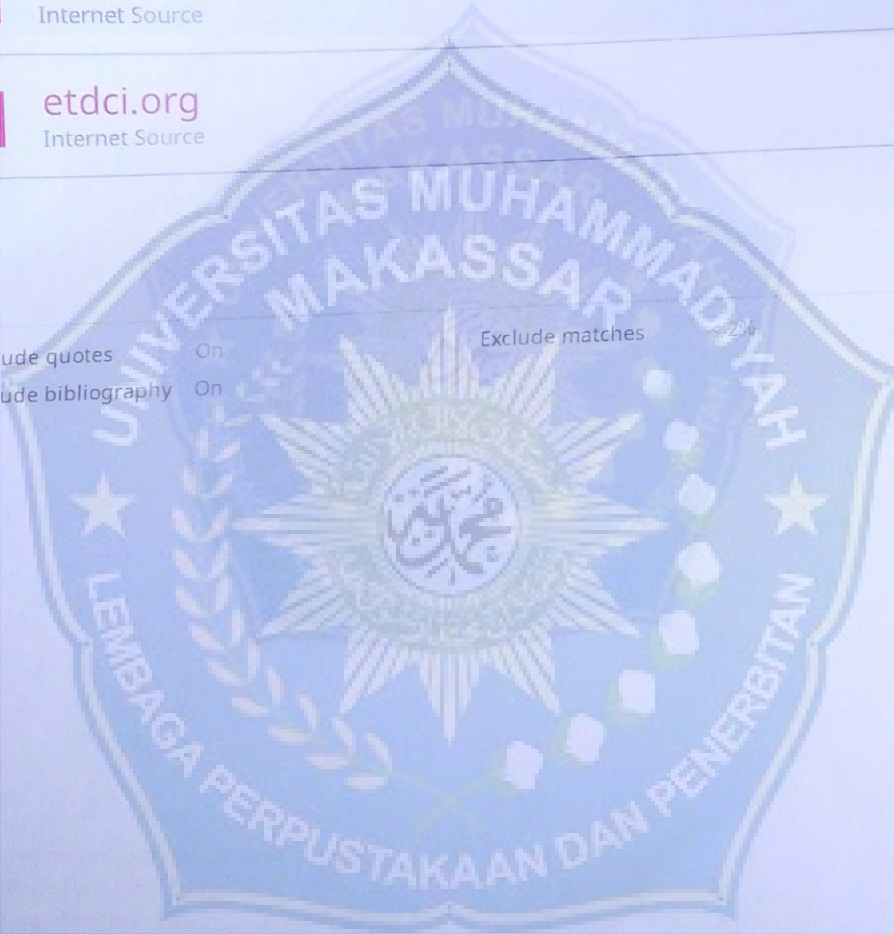 Internet Source
etdci.org
Internet Source
ude quotes On
Exclude matches
ude bibliography On
UNIVERSITAS MUHAMMADIYAH
MAKASSAR
محمدية
LEMBAGA PERPUSTAKAAN DAN PENERBITAN